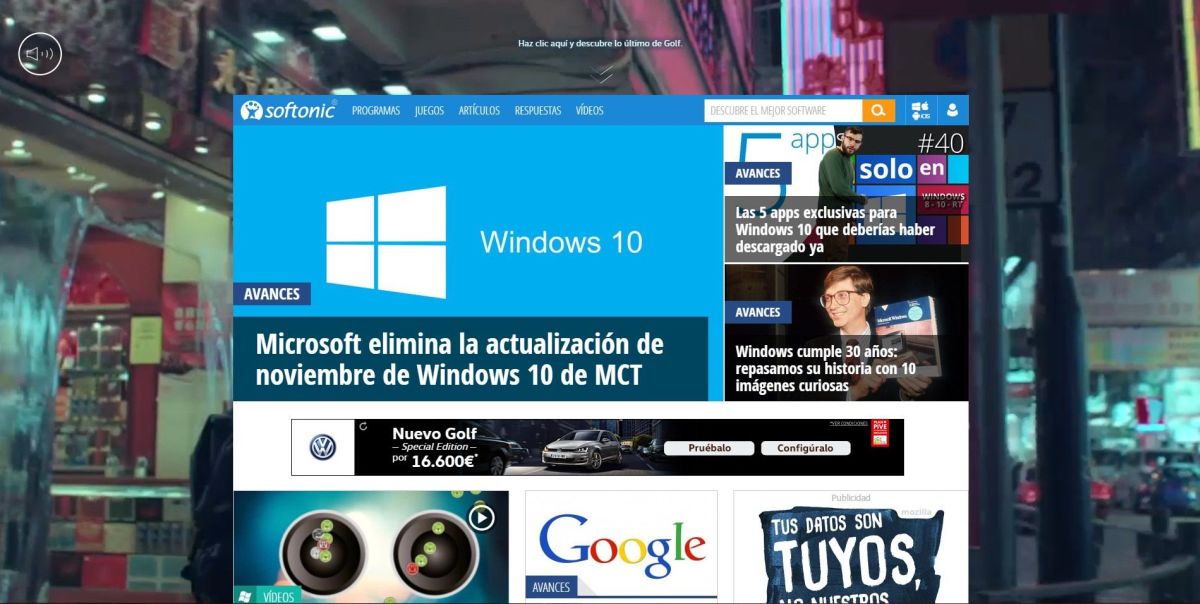 Haz clic aquí y descubre lo último de Golf.
softonic
PROGRAMAS JUEGOS ARTÍCULOS RESPUESTAS VÍDEOS
DESCUBRE EL MEJOR SOFTWARE
iOS
Windows 10
AVANCES
Microsoft elimina la actualización de
noviembre de Windows 10 de MCT
5 apps
#40
solo en
WINDOWS
8 - 10 - RT
AVANCES
Las 5 apps exclusivas para
Windows 10 que deberías haber
descargado ya
Microsoft Windows
AVANCES
Windows cumple 30 años:
repasamos su historia con 10
imágenes curiosas
Nuevo Golf
– Special Edition –
por 16.600€*
Pruébalo
Configúralo
*VER CONDICIONES
VÍDEOS
Google
AVANCES
Publicidad
mozilla
TUS DATOS SON
TUYOS,
NO NUESTROS